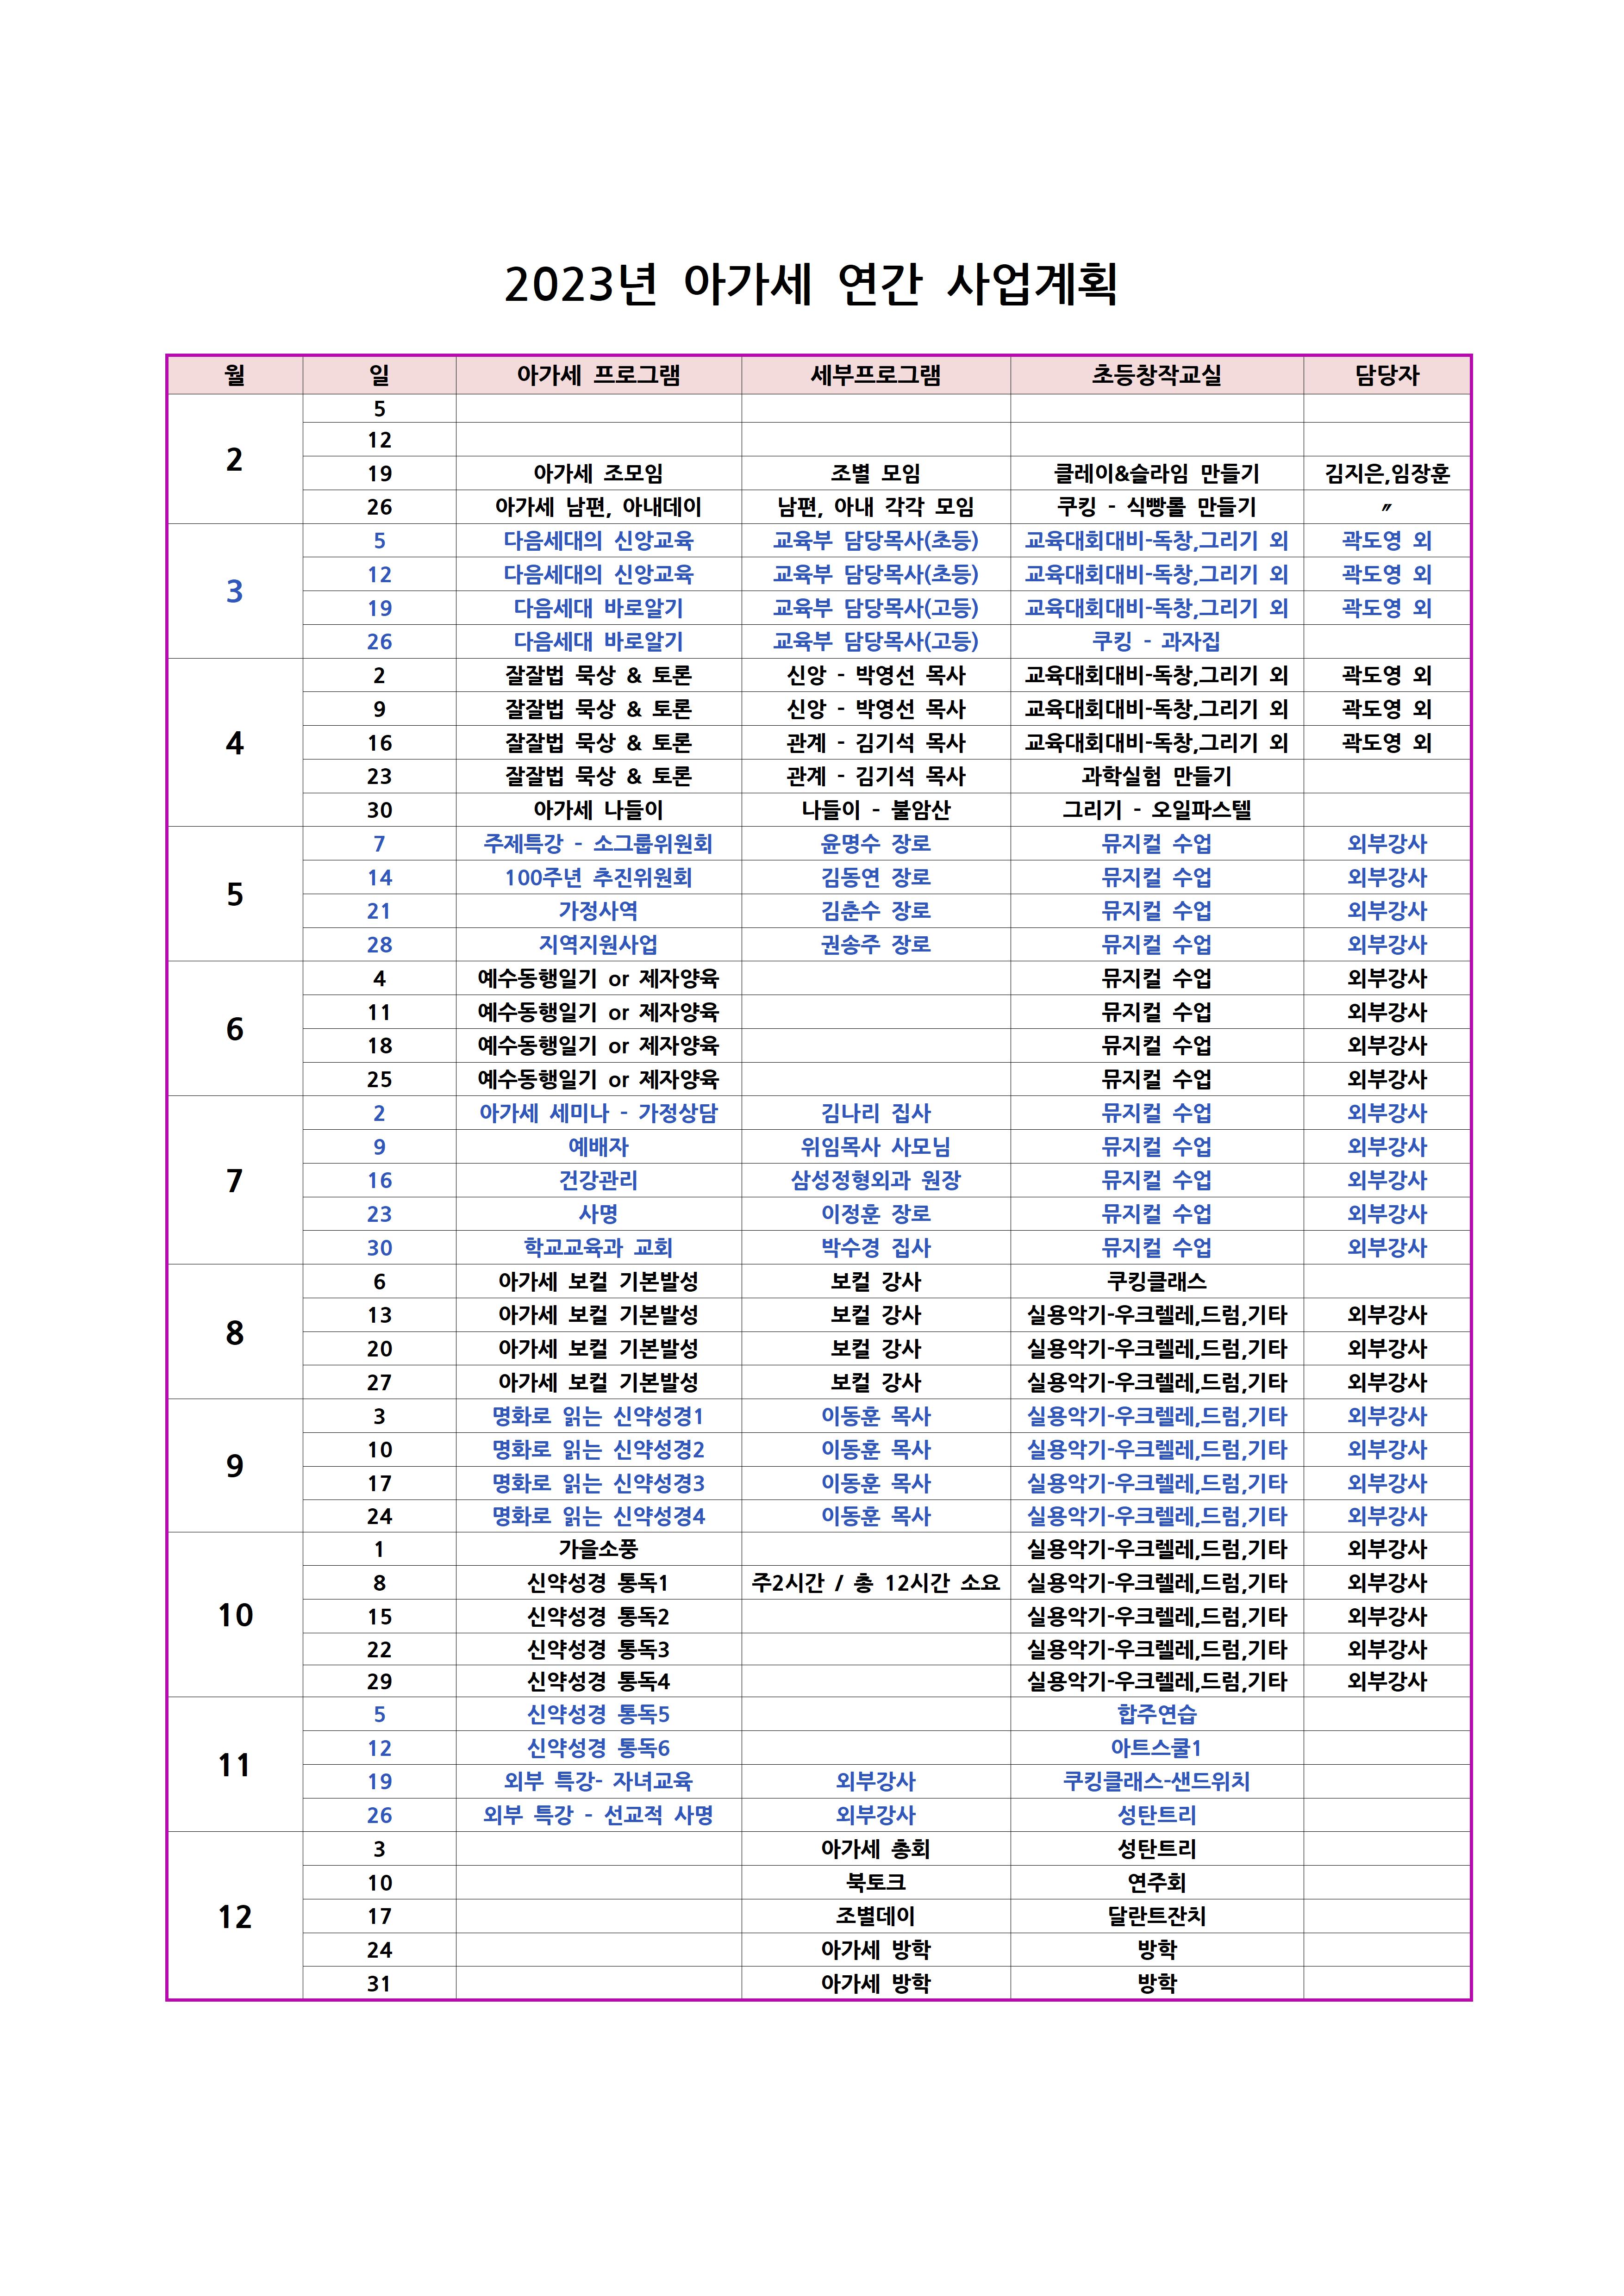 2023년 아가세 연간 사업계획
월 일 아가세 프로그램 세부프로그램 초등창작교실 담당자
2
5
12
19 아가세 조모임 조별 모임 클레이&슬라임 만들기 김지은,임장훈
26 아가세 남편, 아내데이 남편, 아내 각각 모임 쿠킹 - 식빵롤 만들기 〃
3
5 다음세대의 신앙교육 교육부 담당목사(초등) 교육대회대비-독창,그리기 외 곽도영 외
12 다음세대의 신앙교육 교육부 담당목사(초등) 교육대회대비-독창,그리기 외 곽도영 외
19 다음세대 바로알기 교육부 담당목사(고등) 교육대회대비-독창,그리기 외 곽도영 외
26 다음세대 바로알기 교육부 담당목사(고등) 쿠킹 - 과자집
4
2 잘잘법 묵상 & 토론 신앙 - 박영선 목사 교육대회대비-독창,그리기 외 곽도영 외
9 잘잘법 묵상 & 토론 신앙 - 박영선 목사 교육대회대비-독창,그리기 외 곽도영 외
16 잘잘법 묵상 & 토론 관계 - 김기석 목사 교육대회대비-독창,그리기 외 곽도영 외
23 잘잘법 묵상 & 토론 관계 - 김기석 목사 과학실험 만들기
30 아가세 나들이 나들이 - 불암산 그리기 - 오일파스텔
5
7 주제특강 - 소그룹위원회 윤명수 장로 뮤지컬 수업 외부강사
14 100주년 추진위원회 김동연 장로 뮤지컬 수업 외부강사
21 가정사역 김춘수 장로 뮤지컬 수업 외부강사
28 지역지원사업 권송주 장로 뮤지컬 수업 외부강사
6
4 예수동행일기 or 제자양육 뮤지컬 수업 외부강사
11 예수동행일기 or 제자양육 뮤지컬 수업 외부강사
18 예수동행일기 or 제자양육 뮤지컬 수업 외부강사
25 예수동행일기 or 제자양육 뮤지컬 수업 외부강사
7
2 아가세 세미나 - 가정상담 김나리 집사 뮤지컬 수업 외부강사
9 예배자 위임목사 사모님 뮤지컬 수업 외부강사
16 건강관리 삼성정형외과 원장 뮤지컬 수업 외부강사
23 사명 이정훈 장로 뮤지컬 수업 외부강사
30 학교교육과 교회 박수경 집사 뮤지컬 수업 외부강사
8
6 아가세 보컬 기본발성 보컬 강사 쿠킹클래스
13 아가세 보컬 기본발성 보컬 강사 실용악기-우크렐레,드럼,기타 외부강사
20 아가세 보컬 기본발성 보컬 강사 실용악기-우크렐레,드럼,기타 외부강사
27 아가세 보컬 기본발성 보컬 강사 실용악기-우크렐레,드럼,기타 외부강사
9
3 명화로 읽는 신약성경1 이동훈 목사 실용악기-우크렐레,드럼,기타 외부강사
10 명화로 읽는 신약성경2 이동훈 목사 실용악기-우크렐레,드럼,기타 외부강사
17 명화로 읽는 신약성경3 이동훈 목사 실용악기-우크렐레,드럼,기타 외부강사
24 명화로 읽는 신약성경4 이동훈 목사 실용악기-우크렐레,드럼,기타 외부강사
10
1 가을소풍 실용악기-우크렐레,드럼,기타 외부강사
8 신약성경 통독1 주2시간 / 총 12시간 소요 실용악기-우크렐레,드럼,기타 외부강사
15 신약성경 통독2 실용악기-우크렐레,드럼,기타 외부강사
22 신약성경 통독3 실용악기-우크렐레,드럼,기타 외부강사
29 신약성경 통독4 실용악기-우크렐레,드럼,기타 외부강사
11
5 신약성경 통독5 합주연습
12 신약성경 통독6 아트스쿨1
19 외부 특강- 자녀교육 외부강사 쿠킹클래스-샌드위치
26 외부 특강 - 선교적 사명 외부강사 성탄트리
12
3 아가세 총회 성탄트리
10 북토크 연주회
17 조별데이 달란트잔치
24 아가세 방학 방학
31 아가세 방학 방학